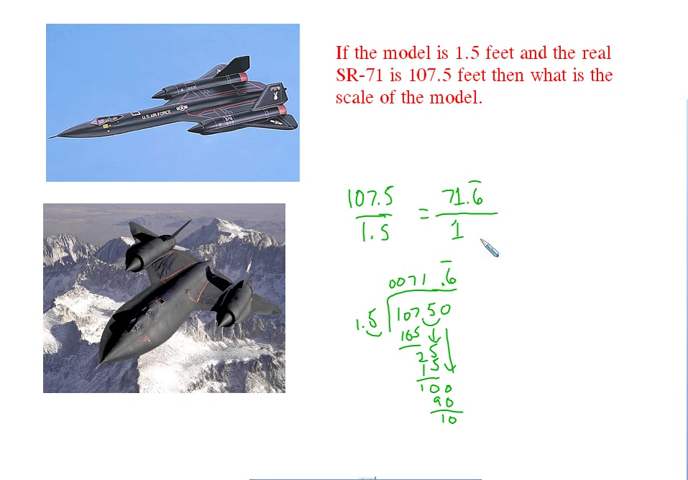 If the model is 1.5 feet and the real
SR-71 is 107.5 feet then what is the
scale of the model.
U.S. AIR FORCE
107.5 = 71.6̅
1.5 1
0071.6̅
1.5 107.50
105
25
15
100
90
10